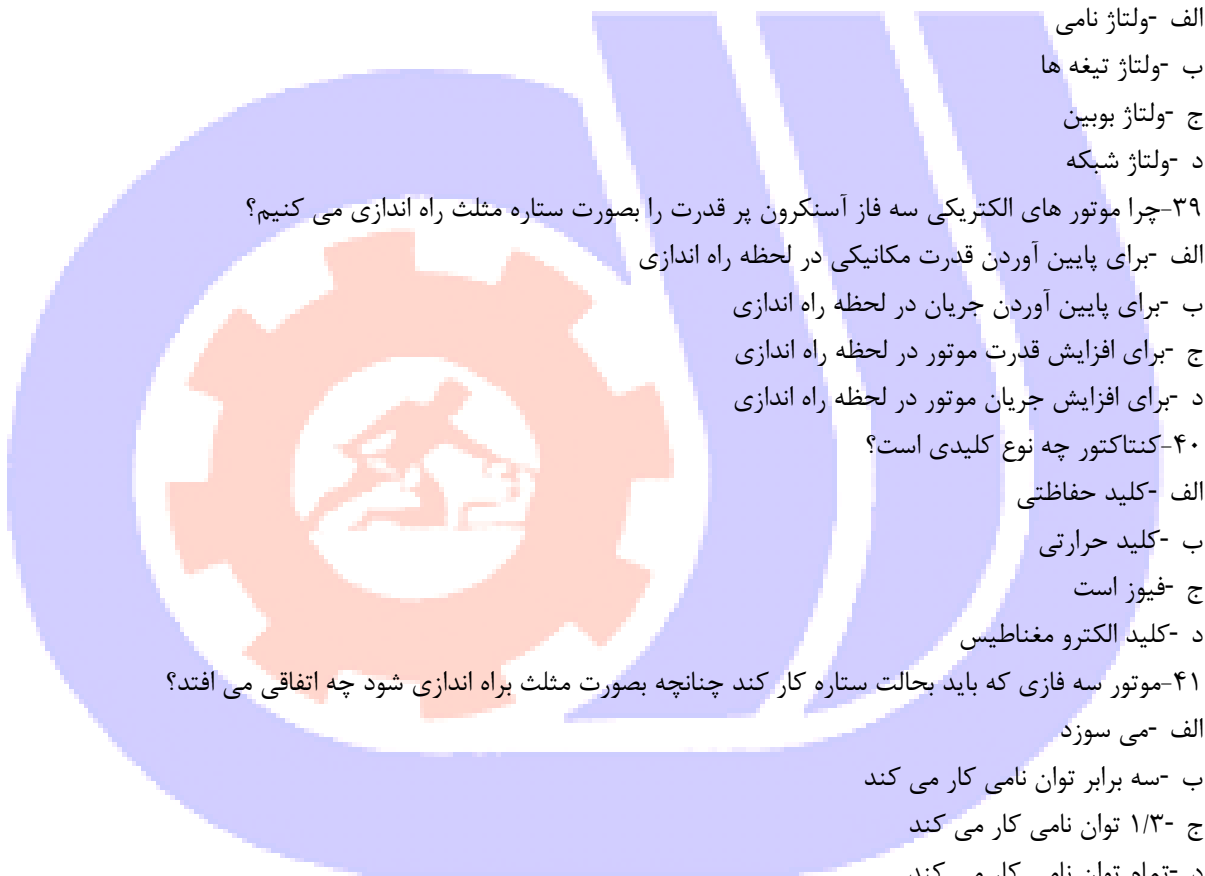 الف -ولتاژ نامی
ب -ولتاژ تیغه ها
ج -ولتاژ بوبین
د -ولتاژ شبکه
۳۹-چرا موتور های الکتریکی سه فاز آسنکرون پر قدرت را بصورت ستاره مثلث راه اندازی می کنیم؟
الف -برای پایین آوردن قدرت مکانیکی در لحظه راه اندازی
ب -برای پایین آوردن جریان در لحظه راه اندازی
ج -برای افزایش قدرت موتور در لحظه راه اندازی
د -برای افزایش جریان موتور در لحظه راه اندازی
۴۰-کنتاکتور چه نوع کلیدی است؟
الف -کلید حفاظتی
ب -کلید حرارتی
ج -فیوز است
د -کلید الکترو مغناطیس
۴۱-موتور سه فازی که باید بحالت ستاره کار کند چنانچه بصورت مثلث براه اندازی شود چه اتفاقی می افتد؟
الف -می سوزد
ب -سه برابر توان نامی کار می کند
ج -۱/۳ توان نامی کار می کند
د -تمام توان نامی کار می کند